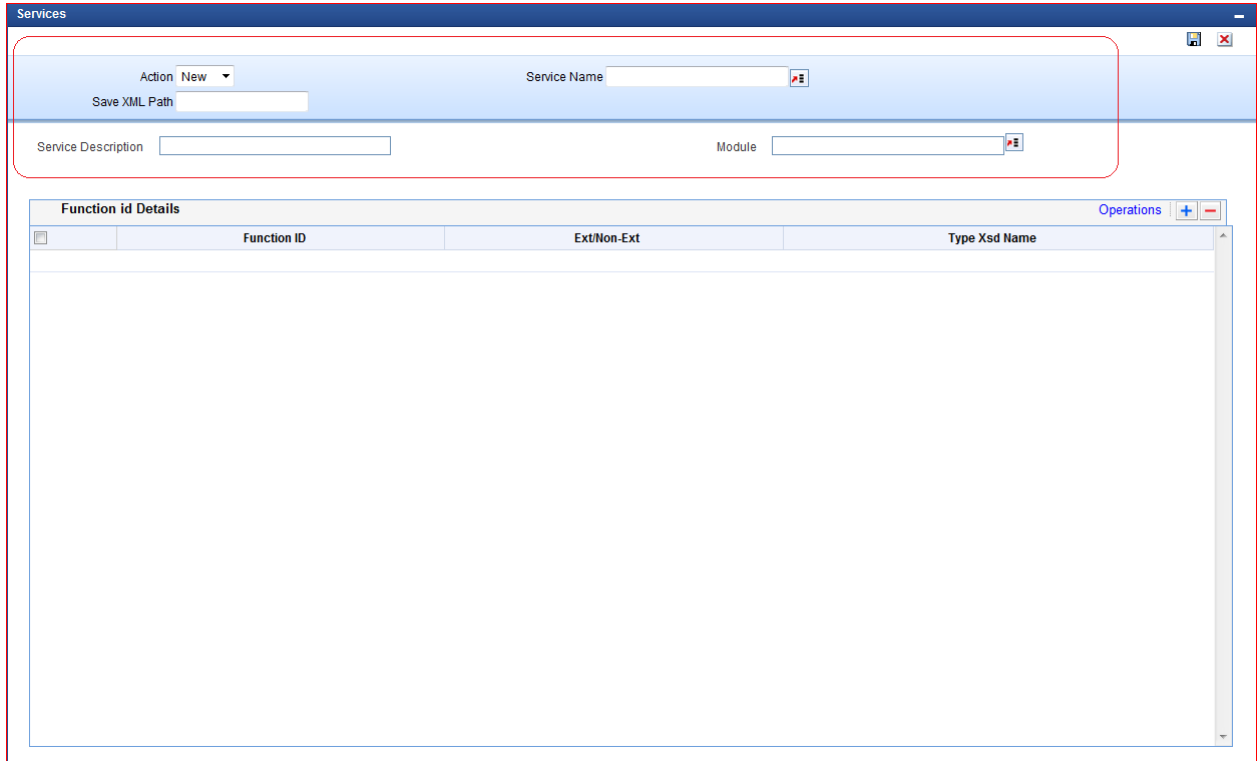 Services
Action New Service Name
Save XML Path
Service Description Module
Function id Details Operations
Function ID Ext/Non-Ext Type Xsd Name